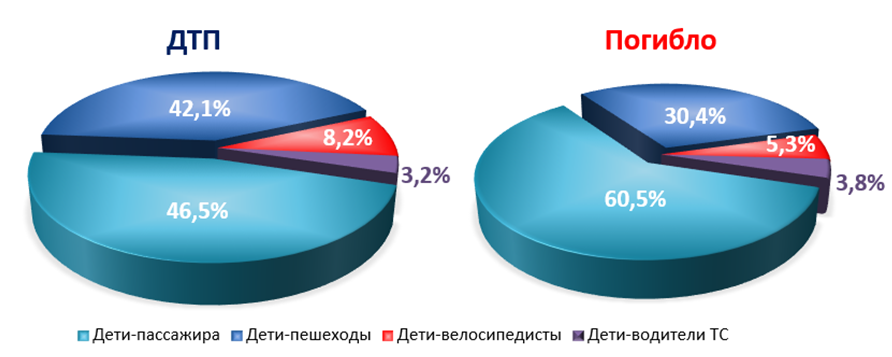 ДТП
Погибло
42,1%
8,2%
3,2%
46,5%
30,4%
5,3%
3,8%
60,5%
Дети-пассажира Дети-пешеходы Дети-велосипедисты Дети-водители ТС